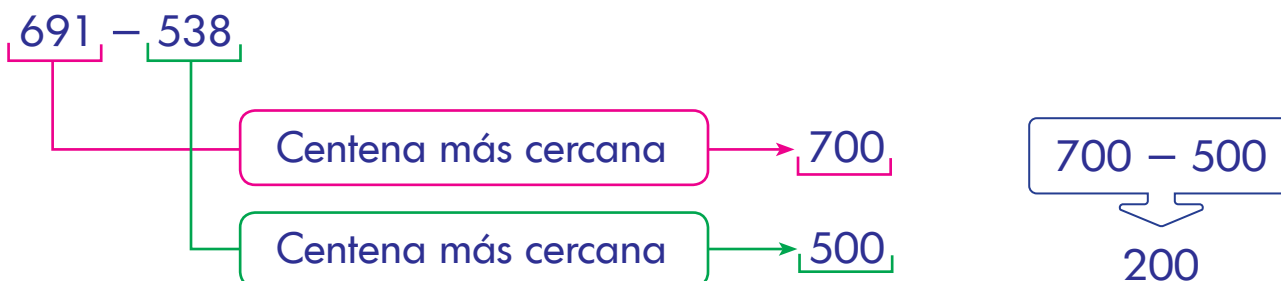 691 – 538
Centena más cercana 700
Centena más cercana 500
700 – 500
200